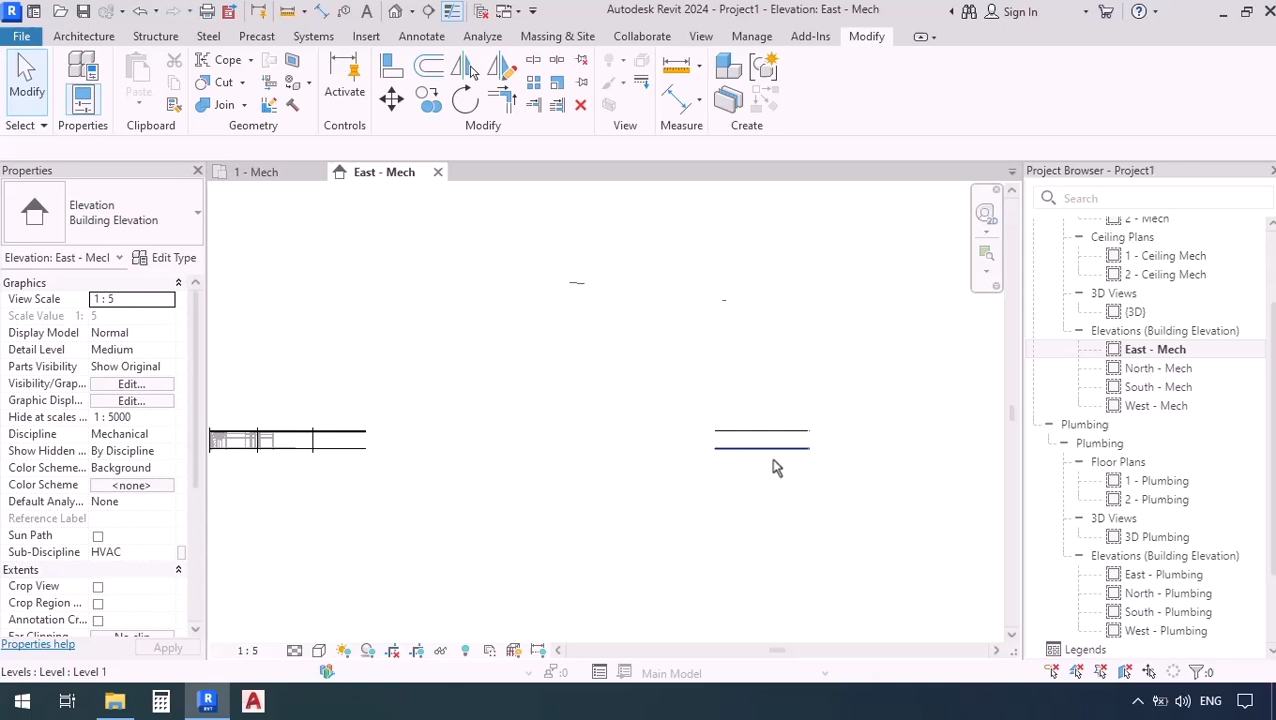 Autodesk Revit 2024 - Project1 - Elevation: East - Mech
Sign In
File
Architecture
Structure
Steel
Precast
Systems
Insert
Annotate
Analyze
Massing & Site
Collaborate
View
Manage
Add-Ins
Modify
Modify
Paste
Cope
Cut
Join
Activate
Select
Properties
Clipboard
Geometry
Controls
Modify
View
Measure
Create
Properties
1 - Mech
East - Mech
Project Browser - Project1
Elevation
Building Elevation
Search
Elevation: East - Mecl
Edit Type
Graphics
View Scale
1 : 5
Scale Value 1:
5
Display Model
Normal
Detail Level
Medium
Parts Visibility
Show Original
Visibility/Grap...
Edit...
Graphic Displ...
Edit...
Hide at scales ...
1 : 5000
Discipline
Mechanical
Show Hidden ...
By Discipline
Color Scheme...
Background
Color Scheme
<none>
Default Analy...
None
Reference Label
Sun Path
Sub-Discipline
HVAC
Extents
Crop View
Crop Region ...
Annotation Cr...
Far Clipping
No clip
Properties help
Apply
2 - Mech
Ceiling Plans
1 - Ceiling Mech
2 - Ceiling Mech
3D Views
{3D}
Elevations (Building Elevation)
East - Mech
North - Mech
South - Mech
West - Mech
Plumbing
Plumbing
Floor Plans
1 - Plumbing
2 - Plumbing
3D Views
3D Plumbing
Elevations (Building Elevation)
East - Plumbing
North - Plumbing
South - Plumbing
West - Plumbing
Legends
1 : 5
Levels : Level : Level 1
:0
Main Model
:0
ENG